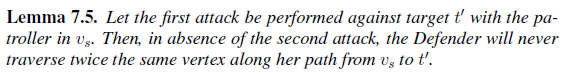 Lemma 7.5. Let the first attack be performed against target t′ with the pa-
troller in vₛ. Then, in absence of the second attack, the Defender will never
traverse twice the same vertex along her path from vₛ to t′.